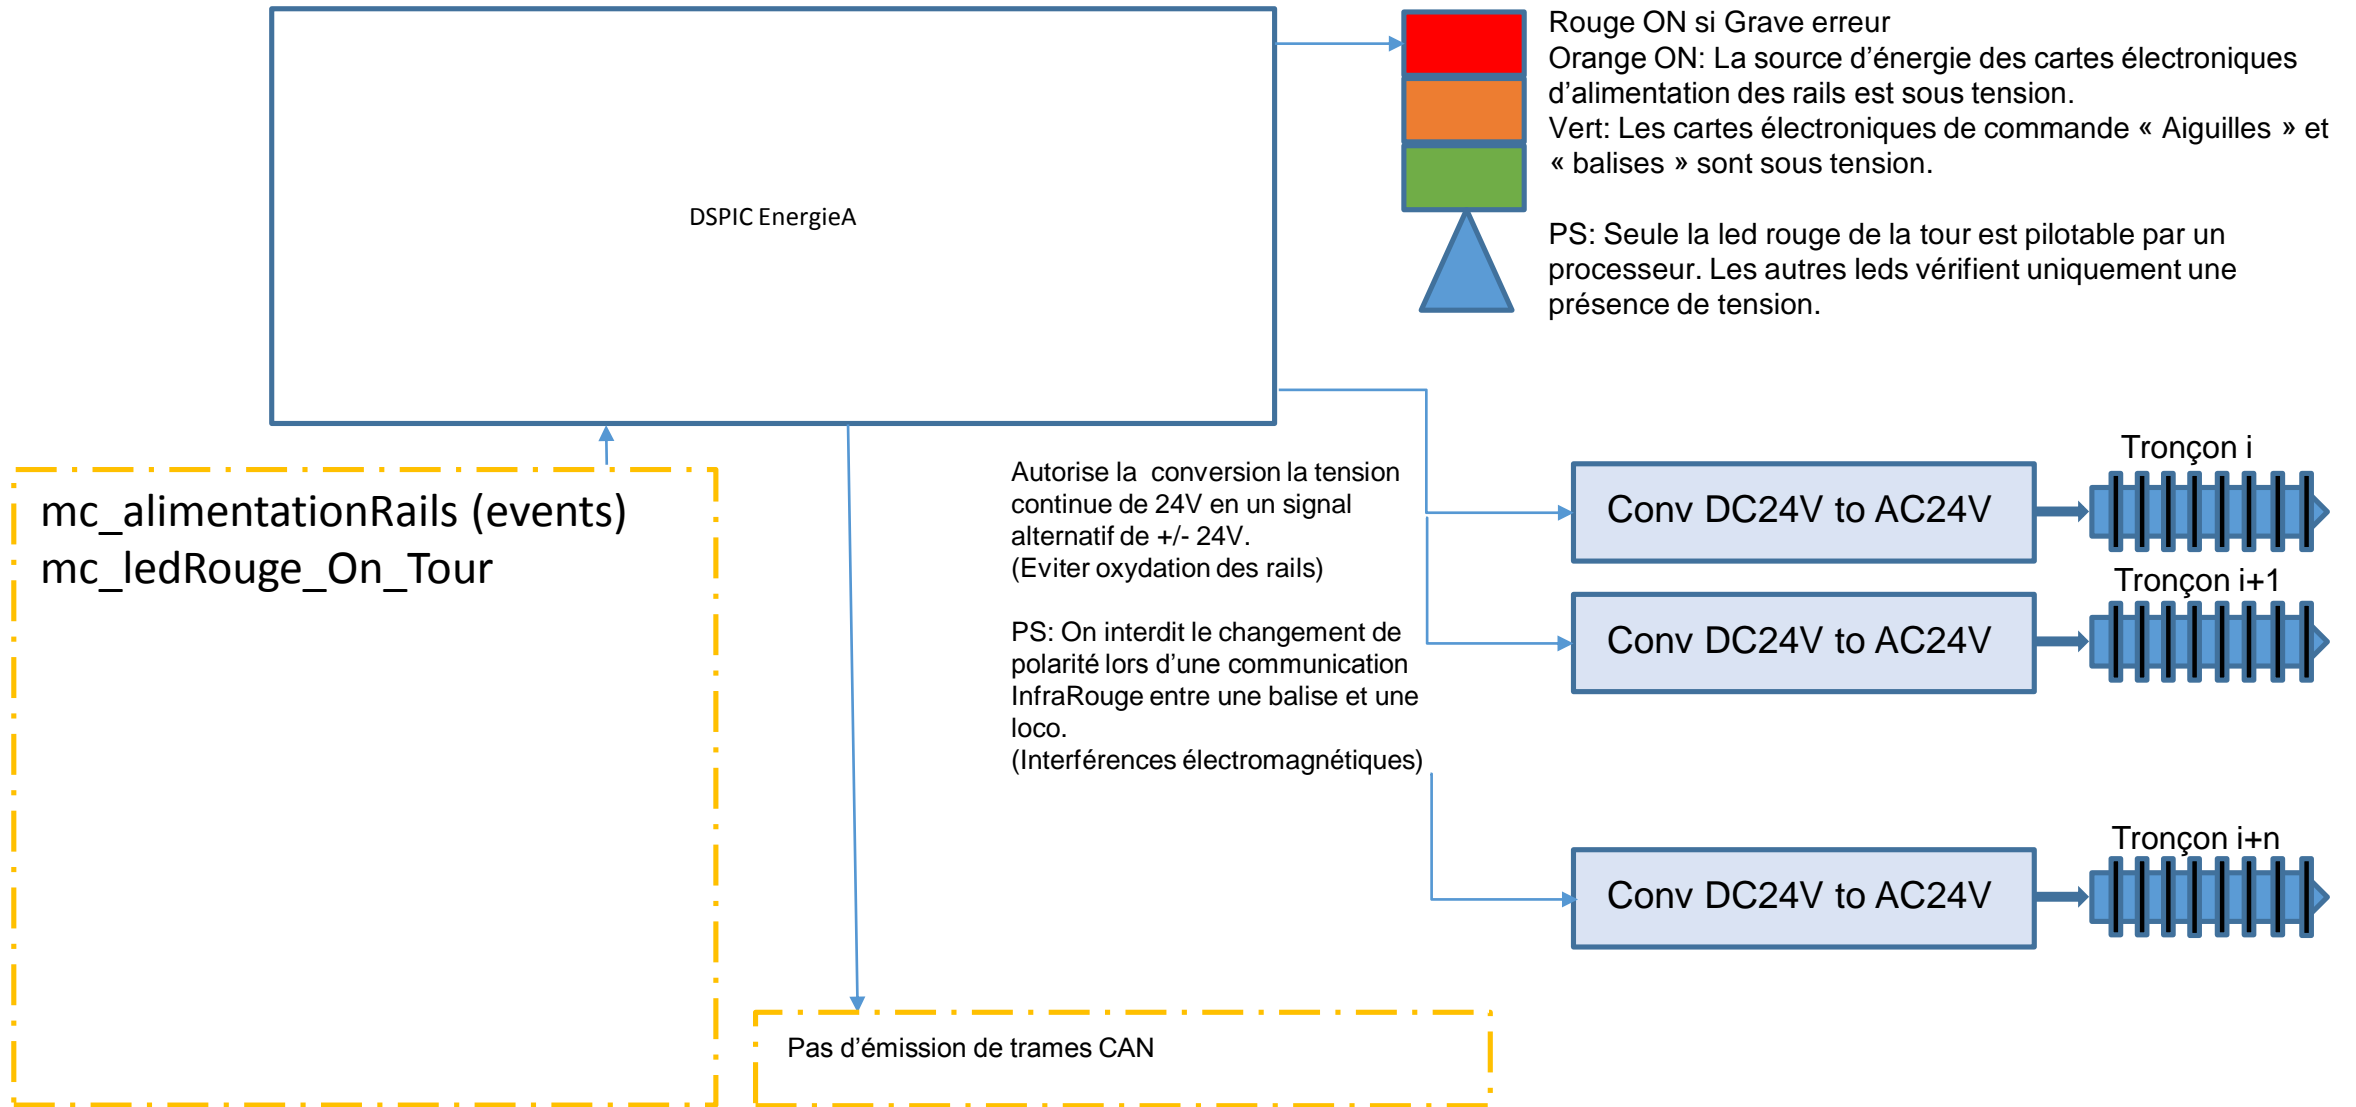 Rouge ON si Grave erreur
Orange ON: La source d’énergie des cartes électroniques
d’alimentation des rails est sous tension.
Vert: Les cartes électroniques de commande « Aiguilles » et
« balises » sont sous tension.
PS: Seule la led rouge de la tour est pilotable par un
processeur. Les autres leds vérifient uniquement une
présence de tension.
DSPIC EnergieA
mc_alimentationRails (events)
mc_ledRouge_On_Tour
Autorise la conversion la tension
continue de 24V en un signal
alternatif de +/- 24V.
(Eviter oxydation des rails)
PS: On interdit le changement de
polarité lors d’une communication
InfraRouge entre une balise et une
loco.
(Interférences électromagnétiques)
Tronçon i
Conv DC24V to AC24V
Tronçon i+1
Conv DC24V to AC24V
Tronçon i+n
Conv DC24V to AC24V
Pas d’émission de trames CAN